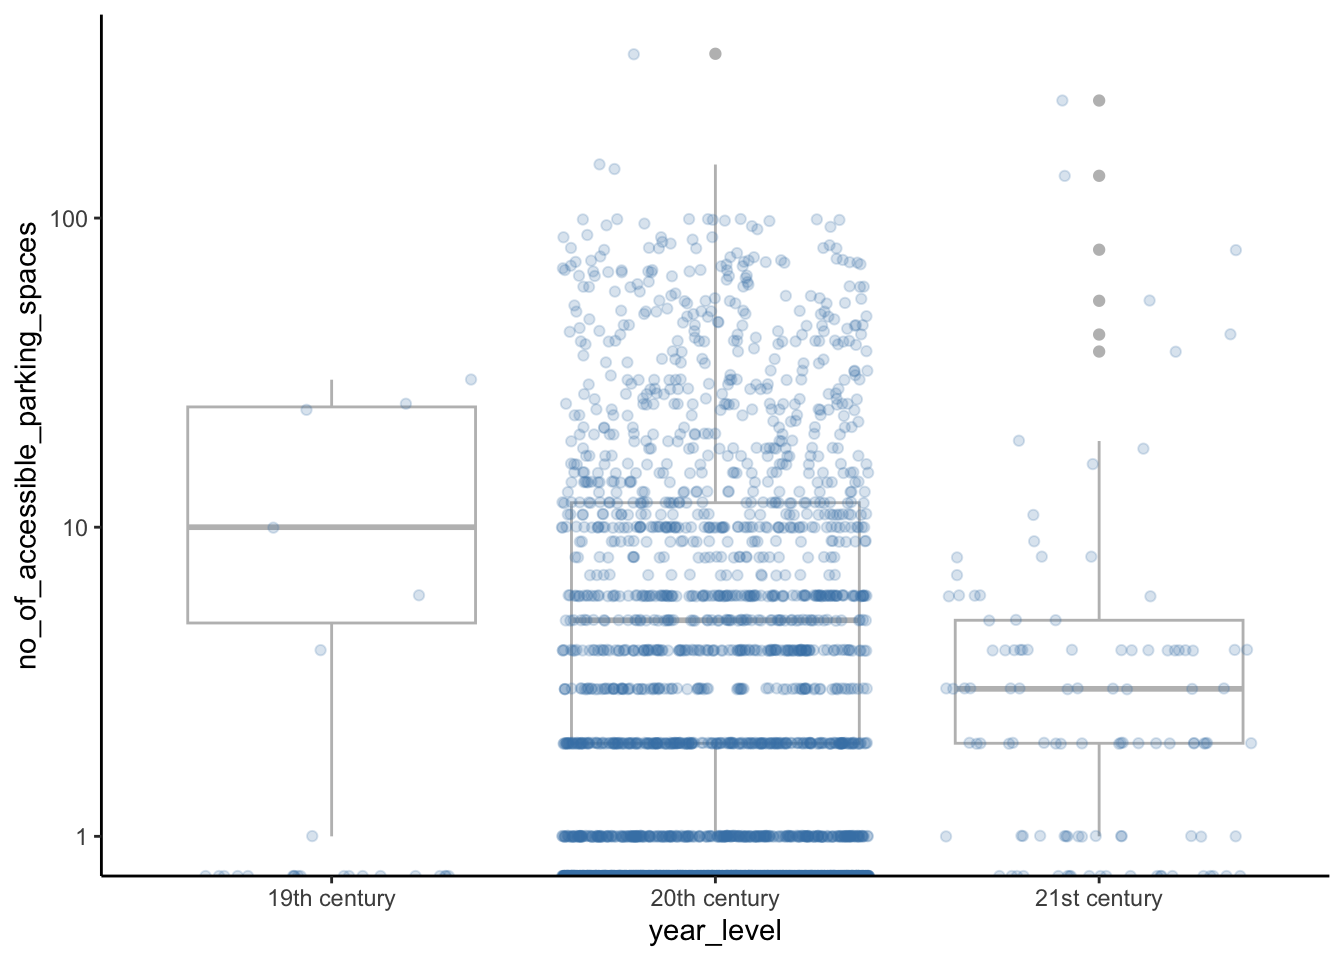 no_of_accessible_parking_spaces
100
10
1
19th century
20th century
21st century
year_level